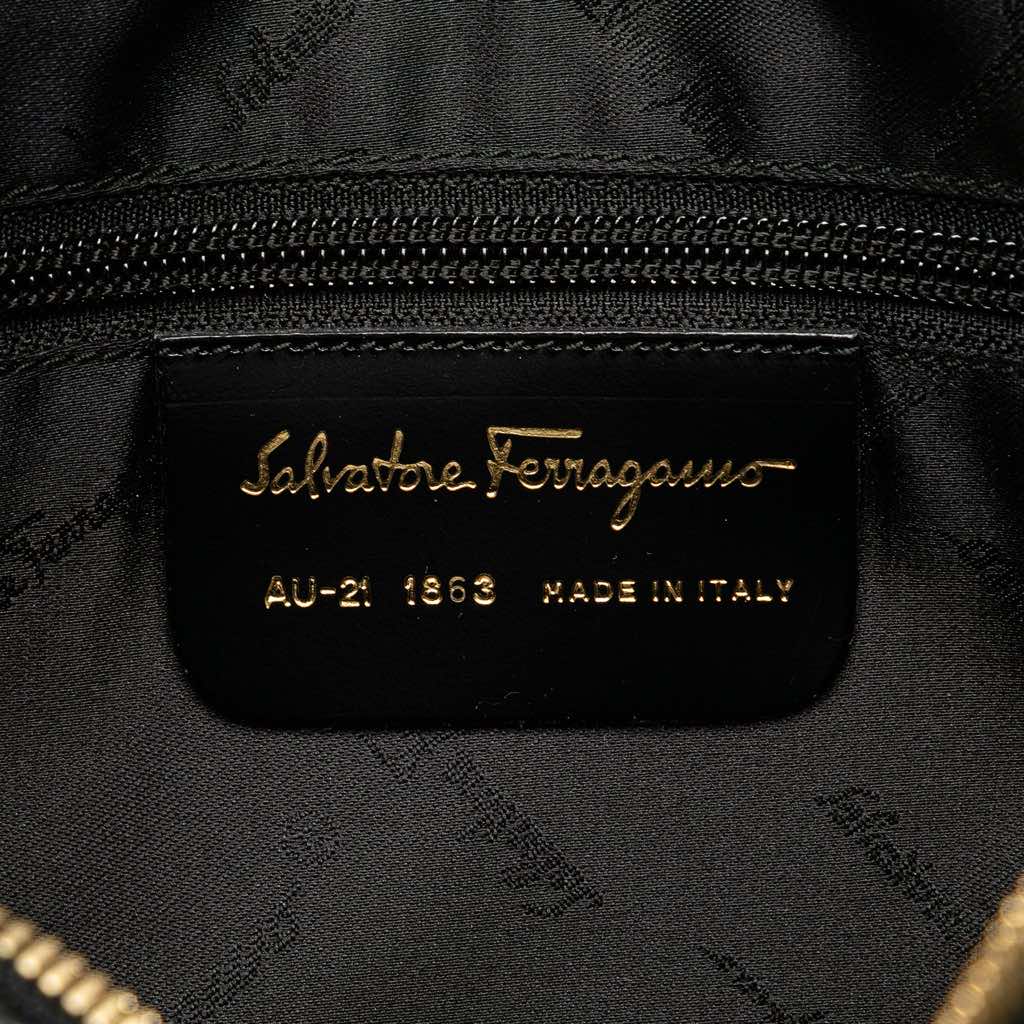 Salvatore Ferragamo
AU-21 1863 MADE IN ITALY